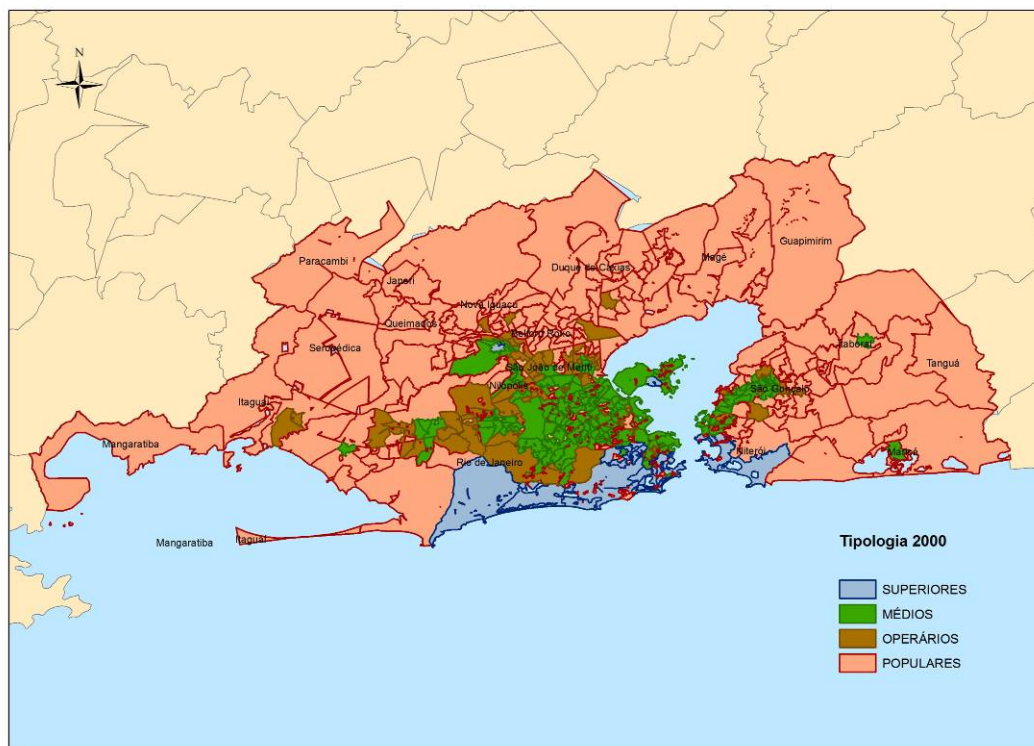 N
Guapimirim
Paracambi
Magé
Duque de Caxias
Japeri
Nova Iguaçu
Queimados
Belford Roxo
Itaboraí
Seropédica
Tanguá
São João de Meriti
Nilópolis
São Gonçalo
Itaguaí
Mangaratiba
Niterói
Maricá
Rio de Janeiro
Mangaratiba
Itaguaí
Tipologia 2000
SUPERIORES
MÉDIOS
OPERÁRIOS
POPULARES